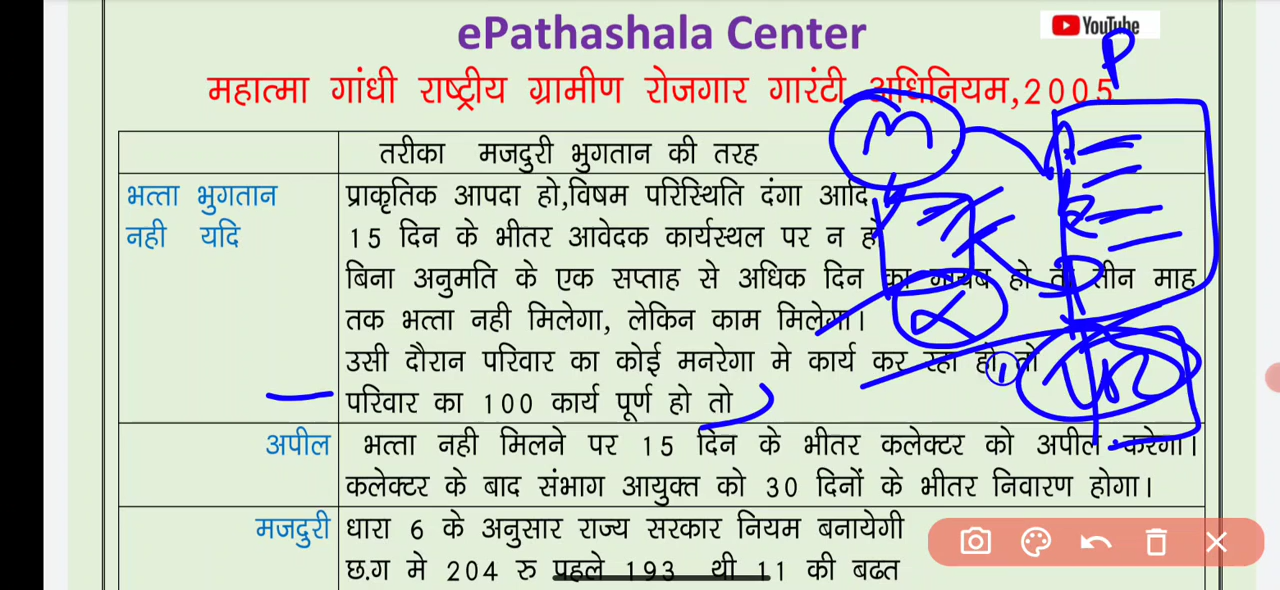 ePathashala Center
YouTube
P
महात्मा गांधी राष्ट्रीय ग्रामीण रोजगार गारंटी अधिनियम,2005
तरीका मजदुरी भुगतान की तरह
भत्ता भुगतान नही यदि
प्राकृतिक आपदा हो,विषम परिस्थिति दंगा आदि
15 दिन के भीतर आवेदक कार्यस्थल पर न हो
बिना अनुमति के एक सप्ताह से अधिक दिन का गायब हो तो तीन माह
तक भत्ता नही मिलेगा, लेकिन काम मिलेगा।
उसी दौरान परिवार का कोई मनरेगा मे कार्य कर रहा हो तो
परिवार का 100 कार्य पूर्ण हो तो
अपील
भत्ता नही मिलने पर 15 दिन के भीतर कलेक्टर को अपील करेगा।
कलेक्टर के बाद संभाग आयुक्त को 30 दिनों के भीतर निवारण होगा।
मजदुरी
धारा 6 के अनुसार राज्य सरकार नियम बनायेगी
छ.ग मे 204 रु पहले 193 थी 11 की बढत